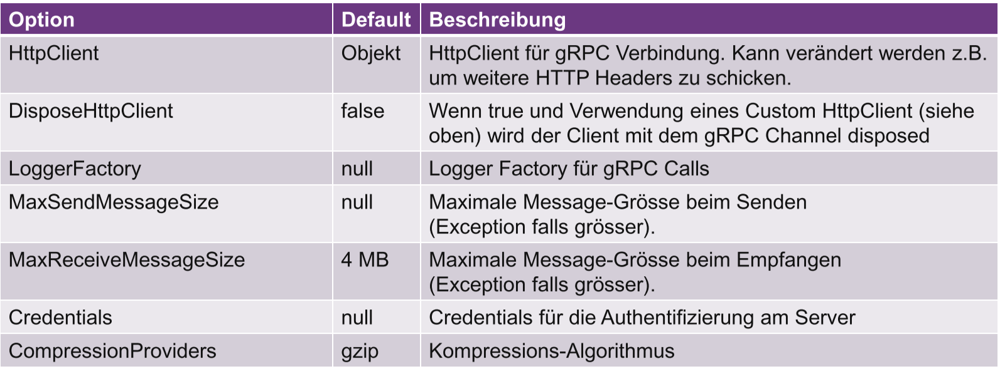 Option Default Beschreibung
HttpClient Objekt HttpClient für gRPC Verbindung. Kann verändert werden z.B.
um weitere HTTP Headers zu schicken.
DisposeHttpClient false Wenn true und Verwendung eines Custom HttpClient (siehe
oben) wird der Client mit dem gRPC Channel disposed
LoggerFactory null Logger Factory für gRPC Calls
MaxSendMessageSize null Maximale Message-Grösse beim Senden
(Exception falls grösser).
MaxReceiveMessageSize 4 MB Maximale Message-Grösse beim Empfangen
(Exception falls grösser).
Credentials null Credentials für die Authentifizierung am Server
CompressionProviders gzip Kompressions-Algorithmus